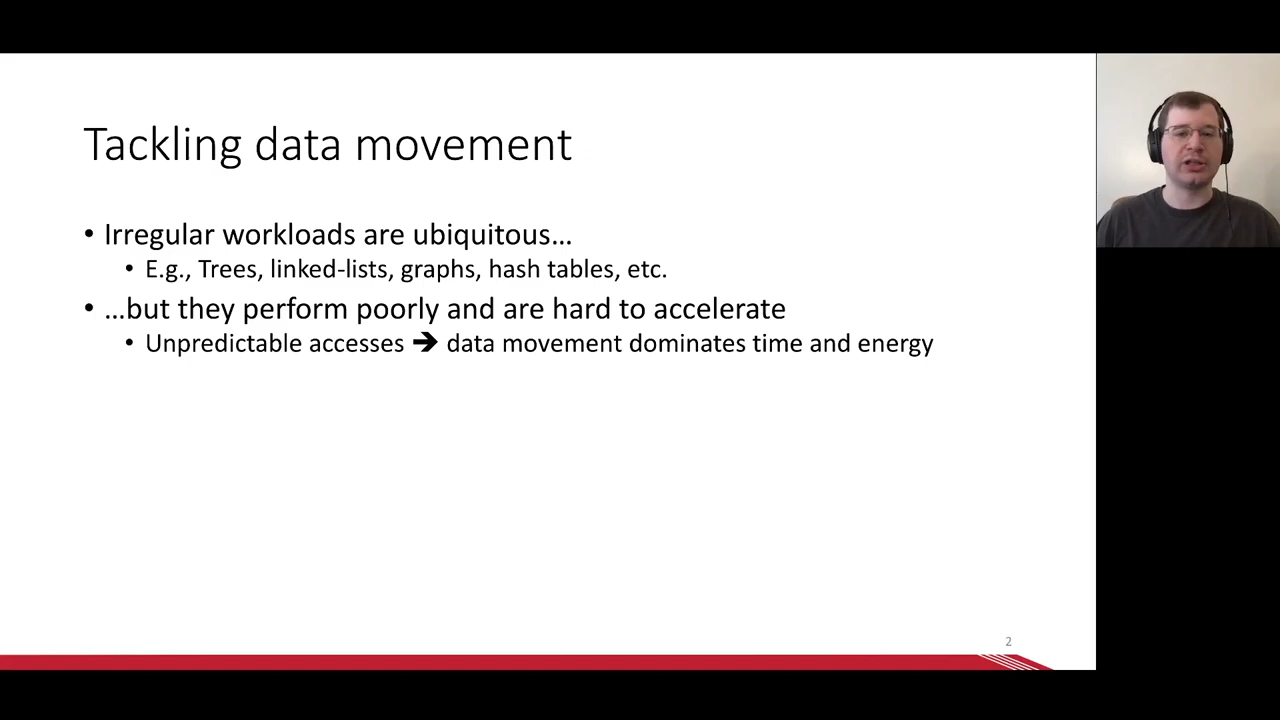 Tackling data movement
• Irregular workloads are ubiquitous…
• E.g., Trees, linked-lists, graphs, hash tables, etc.
• …but they perform poorly and are hard to accelerate
• Unpredictable accesses ➔ data movement dominates time and energy
2